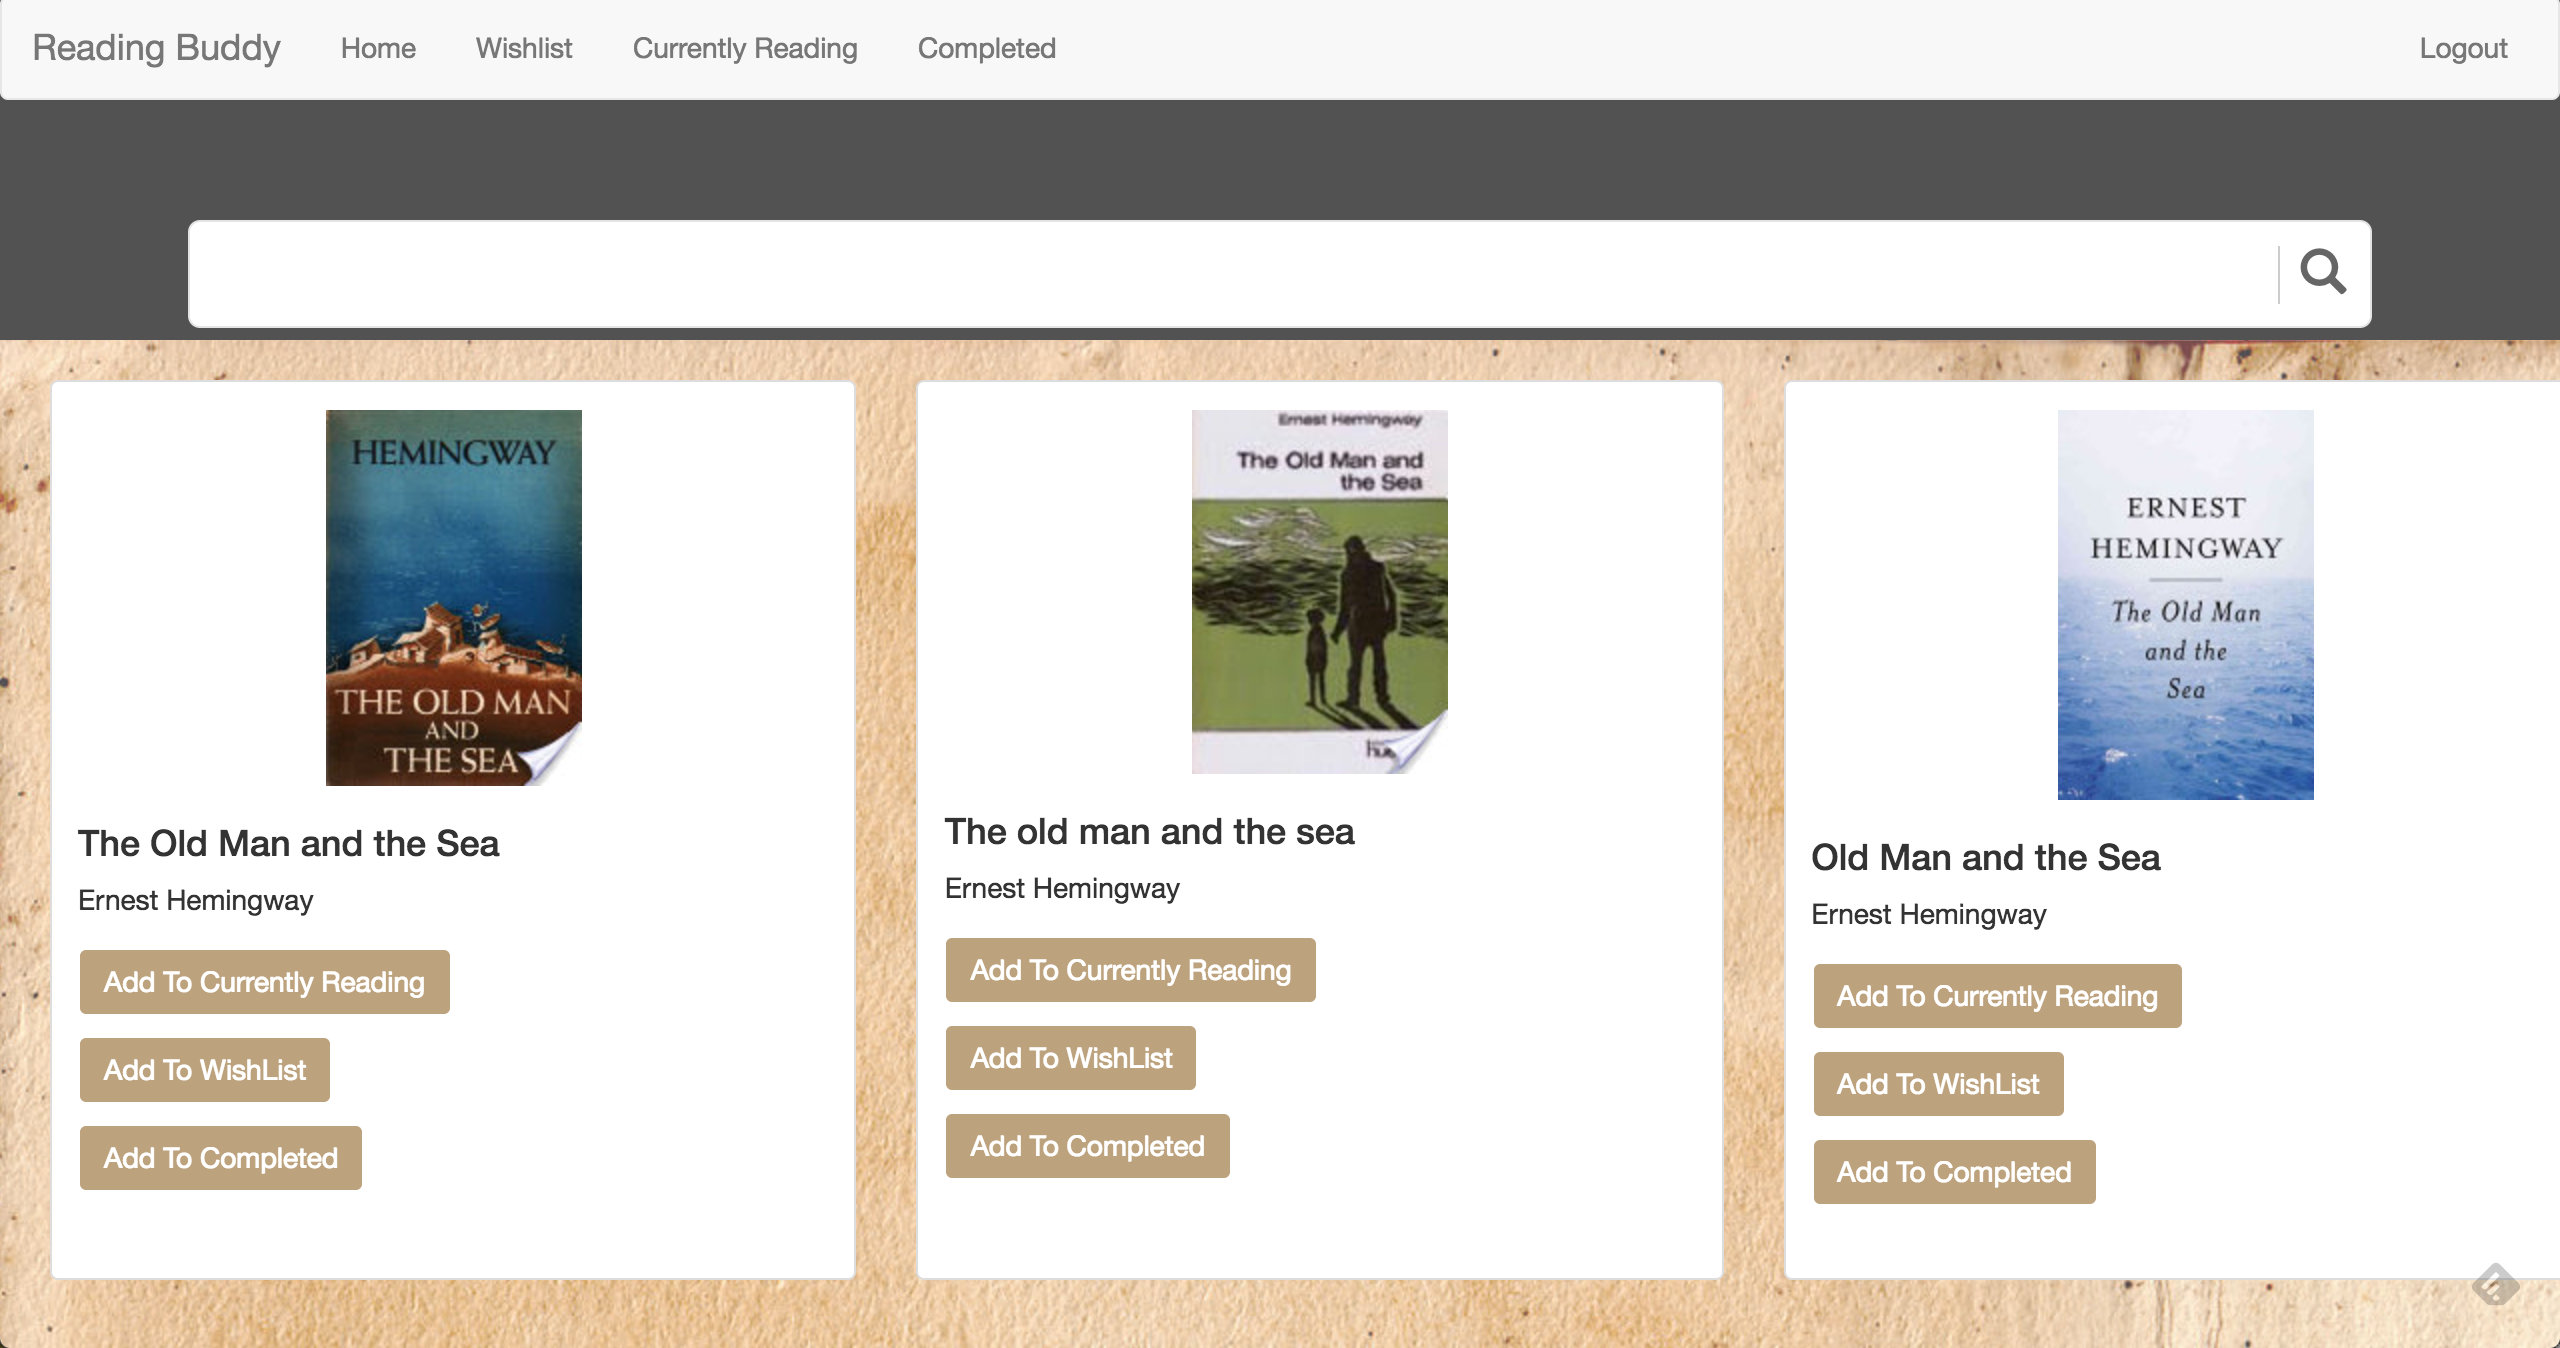 Reading Buddy Home Wishlist Currently Reading Completed Logout
HEMINGWAY
THE OLD MAN
AND
THE SEA
The Old Man and the Sea
Ernest Hemingway
Add To Currently Reading
Add To WishList
Add To Completed
Ernest Hemingway
The Old Man and
the Sea
The old man and the sea
Ernest Hemingway
Add To Currently Reading
Add To WishList
Add To Completed
ERNEST
HEMINGWAY
The Old Man
and the
Sea
Old Man and the Sea
Ernest Hemingway
Add To Currently Reading
Add To WishList
Add To Completed